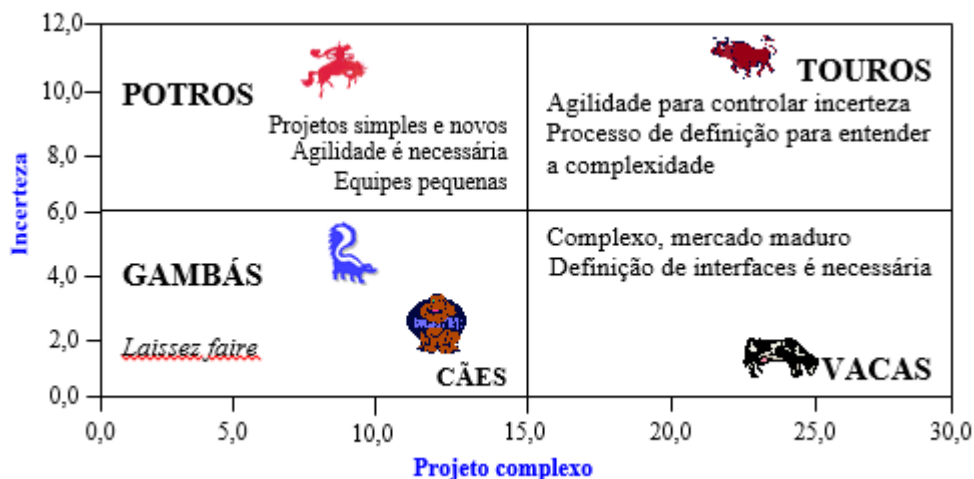 12,0
10,0
8,0
6,0
4,0
2,0
0,0
Incerteza
POTROS
Projetos simples e novos
Agilidade é necessária
Equipes pequenas
TOUROS
Agilidade para controlar incerteza
Processo de definição para entender
a complexidade
GAMBÁS
Laissez faire
CÃES
Complexo, mercado maduro
Definição de interfaces é necessária
VACAS
0,0 5,0 10,0 15,0 20,0 25,0 30,0
Projeto complexo